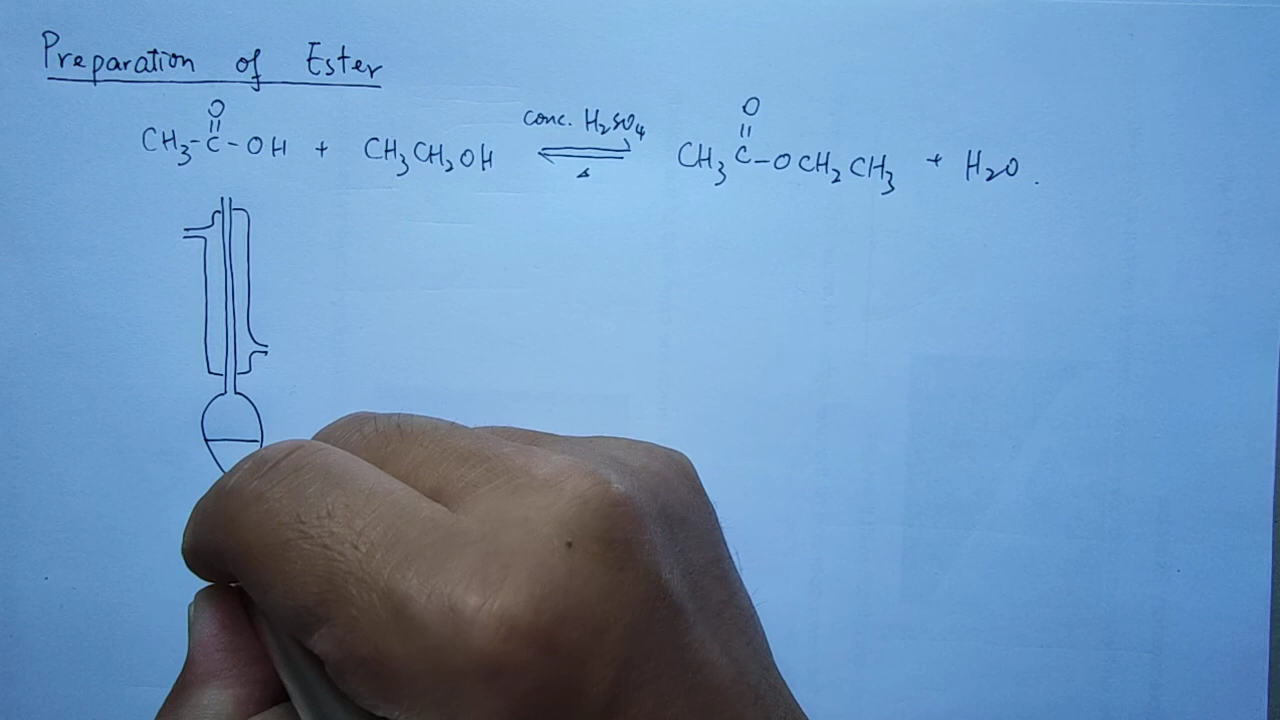 Preparation of Ester
O O
CH₃-C-OH + CH₃CH₂OH ⇌ conc. H₂SO₄ Δ CH₃C-OCH₂CH₃ + H₂O.